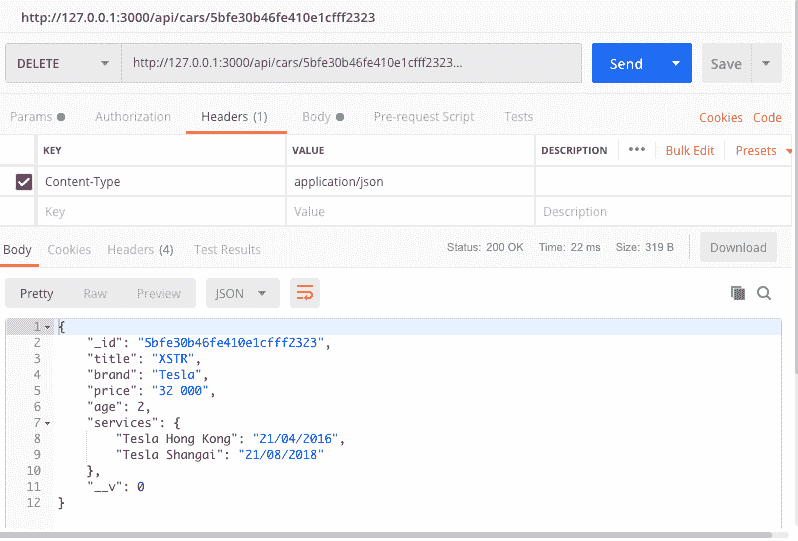 http://127.0.0.1:3000/api/cars/5bfe30b46fe410e1cfff2323
DELETE http://127.0.0.1:3000/api/cars/5bfe30b46fe410e1cfff2323... Send Save
Params Authorization Headers (1) Body Pre-request Script Tests Cookies Code
KEY VALUE DESCRIPTION ••• Bulk Edit Presets
Content-Type application/json
Key Value Description
Body Cookies Headers (4) Test Results Status: 200 OK Time: 22 ms Size: 319 B Download
Pretty Raw Preview JSON
1 {
2 "_id": "5bfe30b46fe410e1cfff2323",
3 "title": "XSTR",
4 "brand": "Tesla",
5 "price": "32 000",
6 "age": 2,
7 "services": {
8 "Tesla Hong Kong": "21/04/2016",
9 "Tesla Shangai": "21/08/2018"
10 },
11 "__v": 0
12 }